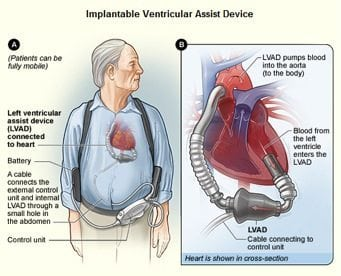 Implantable Ventricular Assist Device
A
(Patients can be
fully mobile)
Left ventricular
assist device
(LVAD)
connected
to heart
Battery
A cable
connects the
external control
unit and internal
LVAD through a
small hole in
the abdomen
Control unit
B
LVAD pumps blood
into the aorta
(to the body)
Blood from
the left
ventricle
enters the
LVAD
LVAD
Cable connecting to
control unit
Heart is shown in cross-section